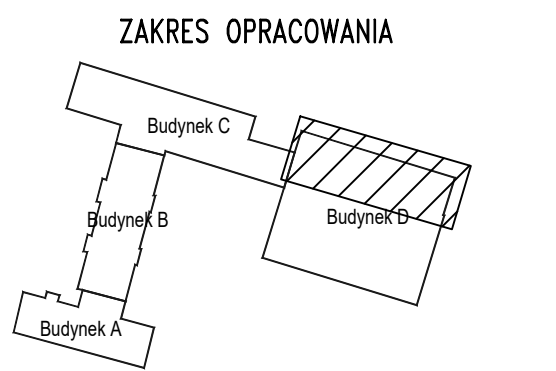 ZAKRES OPRACOWANIA
Budynek C
Budynek B
Budynek D
Budynek A